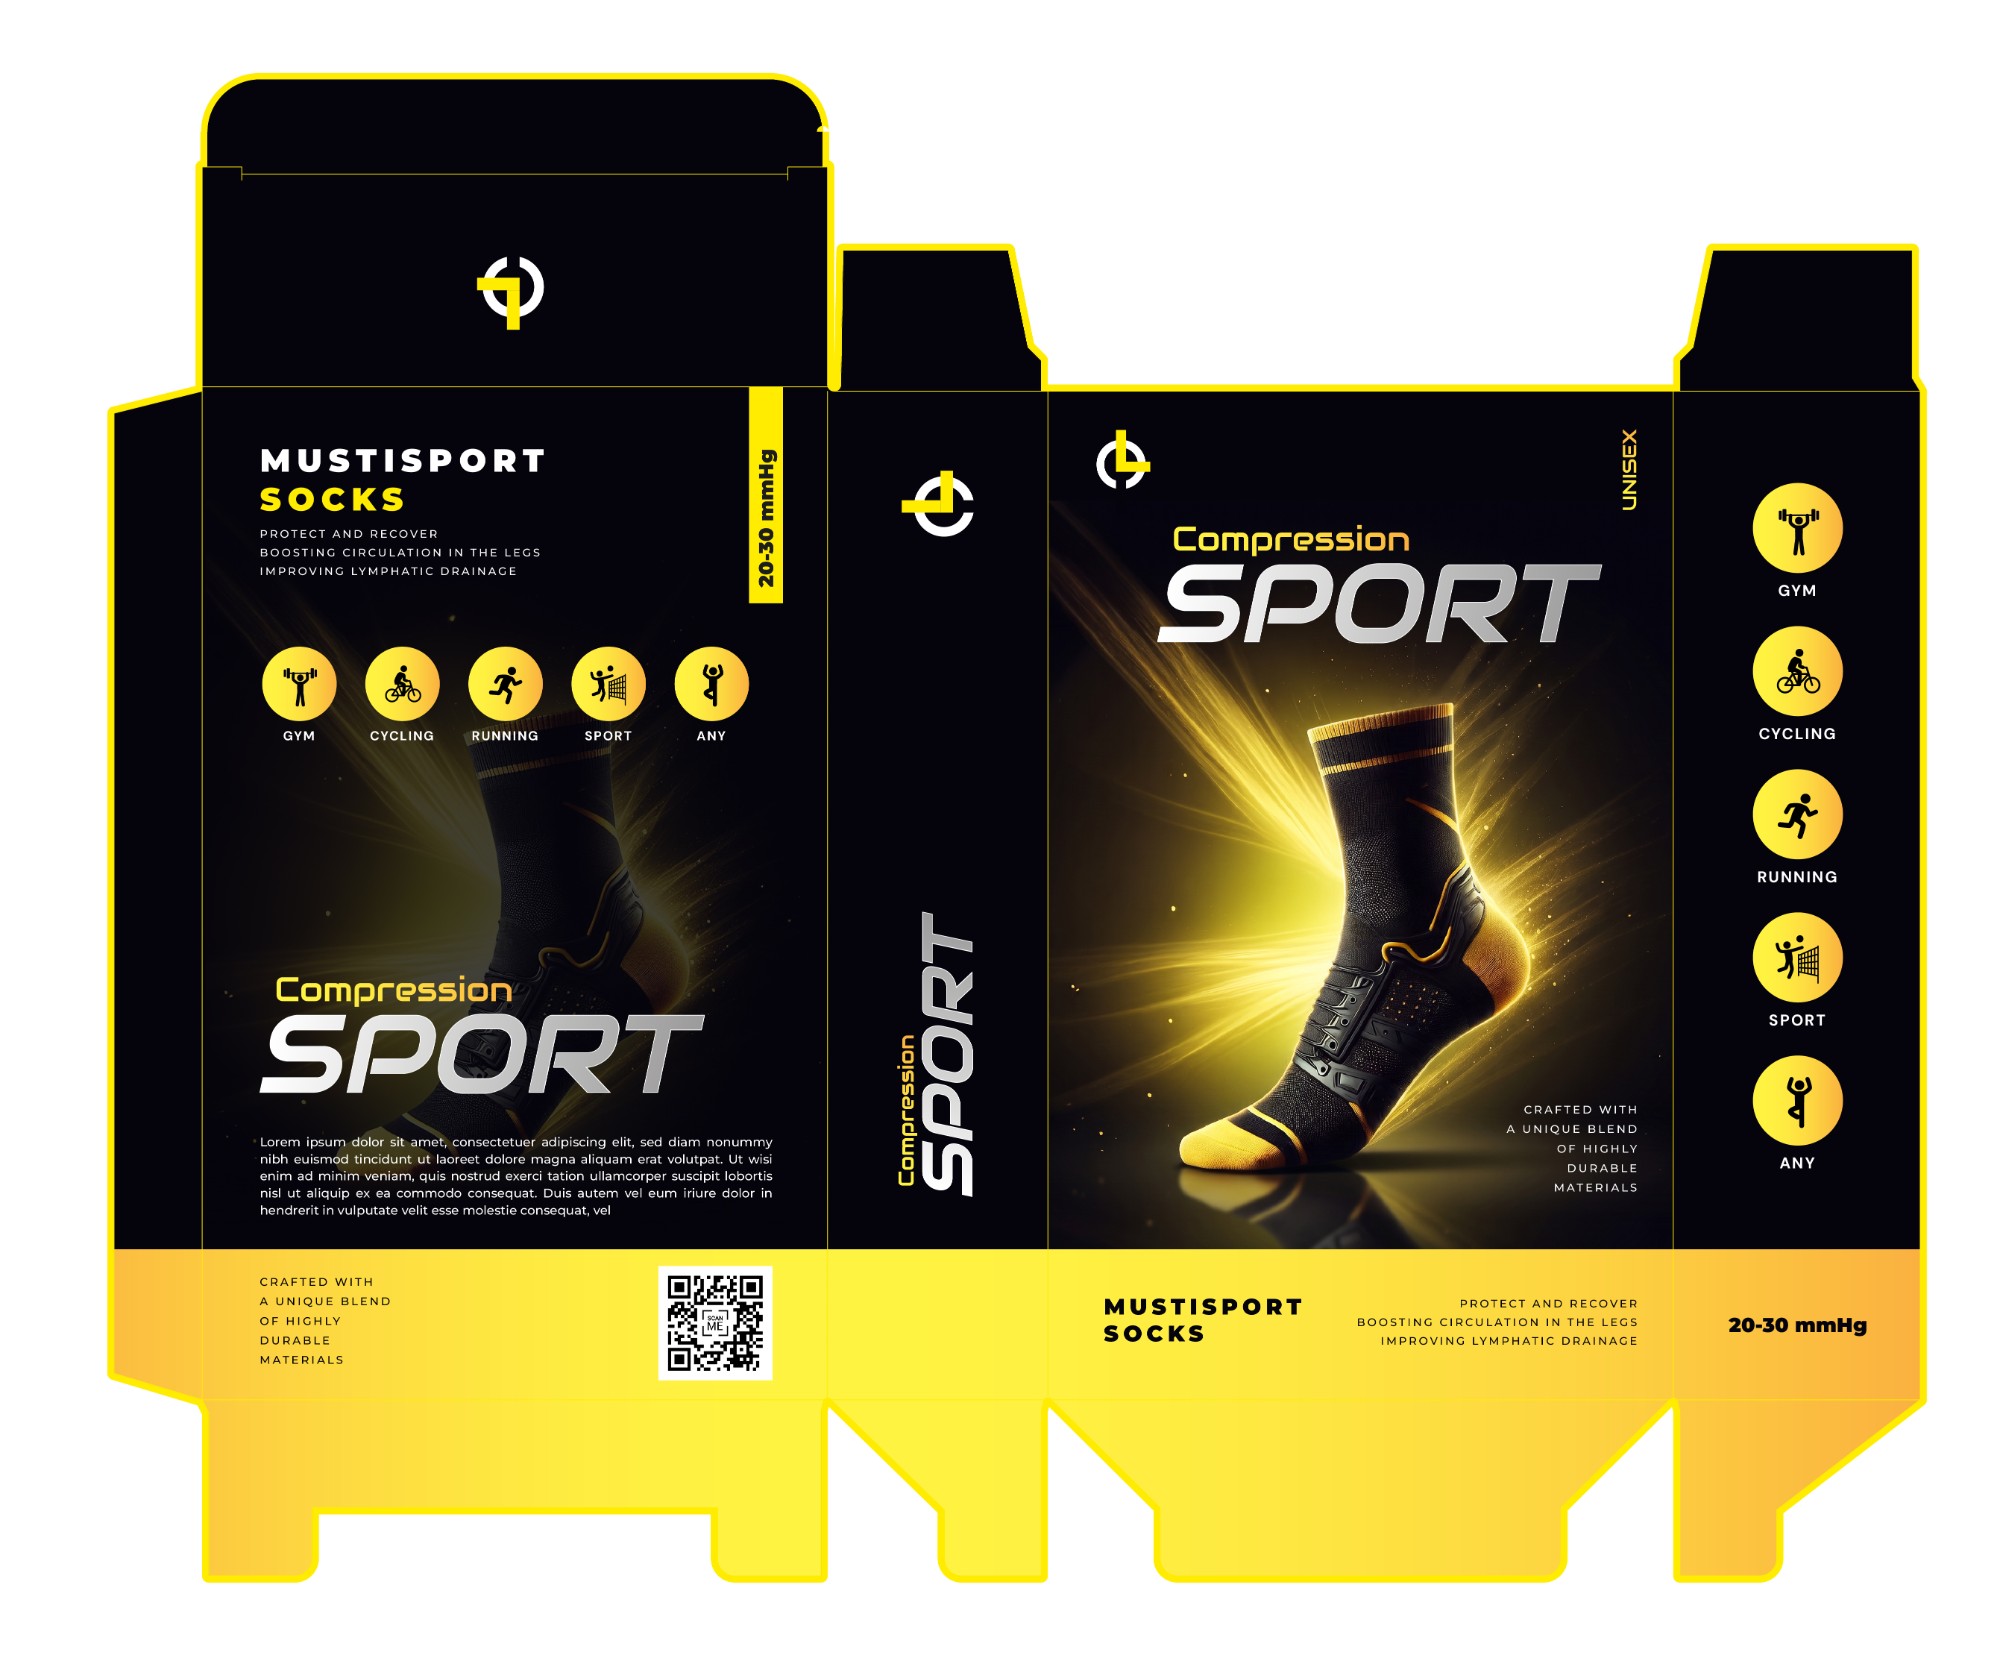 MUSTISPORT
SOCKS
PROTECT AND RECOVER
BOOSTING CIRCULATION IN THE LEGS
IMPROVING LYMPHATIC DRAINAGE
20-30 mmHg
GYM
CYCLING
RUNNING
SPORT
ANY
Compression
SPORT
Lorem ipsum dolor sit amet, consectetuer adipiscing elit, sed diam nonummy
nibh euismod tincidunt ut laoreet dolore magna aliquam erat volutpat. Ut wisi
enim ad minim veniam, quis nostrud exerci tation ullamcorper suscipit lobortis
nisl ut aliquip ex ea commodo consequat. Duis autem vel eum iriure dolor in
hendrerit in vulputate velit esse molestie consequat, vel
CRAFTED WITH
A UNIQUE BLEND
OF HIGHLY
DURABLE
MATERIALS
SCAN
ME
Compression
SPORT
UNISEX
Compression
SPORT
CRAFTED WITH
A UNIQUE BLEND
OF HIGHLY
DURABLE
MATERIALS
MUSTISPORT
SOCKS
PROTECT AND RECOVER
BOOSTING CIRCULATION IN THE LEGS
IMPROVING LYMPHATIC DRAINAGE
GYM
CYCLING
RUNNING
SPORT
ANY
20-30 mmHg